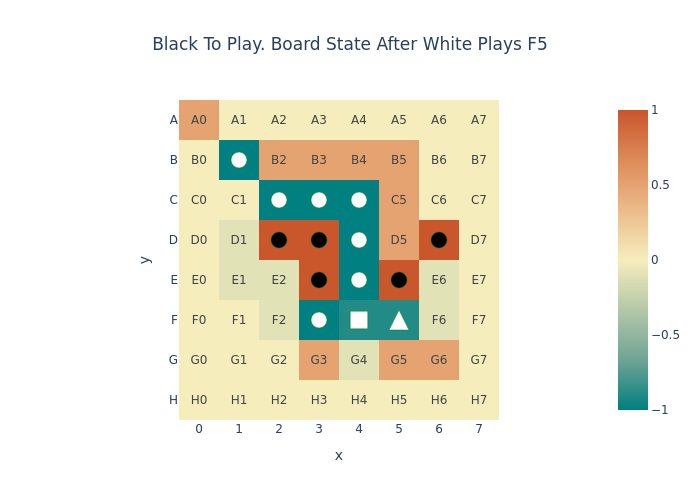 Black To Play. Board State After White Plays F5
A A0 A1 A2 A3 A4 A5 A6 A7
B B0 B2 B3 B4 B5 B6 B7
C C0 C1 C5 C6 C7
D D0 D1 D5 D7
E E0 E1 E2 E6 E7
F F0 F1 F2 F6 F7
G G0 G1 G2 G3 G4 G5 G6 G7
H H0 H1 H2 H3 H4 H5 H6 H7
0 1 2 3 4 5 6 7
x
y
1
0.5
0
−0.5
−1